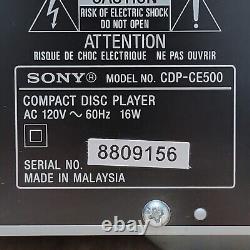 CAUTION
RISK OF ELECTRIC SHOCK
DO NOT OPEN
ATTENTION
RISQUE DE CHOC ELECTRIQUE NE PAS OUVRIR
SONY® MODEL NO. CDP-CE500
COMPACT DISC PLAYER
AC 120V ~ 60Hz 16W
SERIAL NO. 8809156
MADE IN MALAYSIA